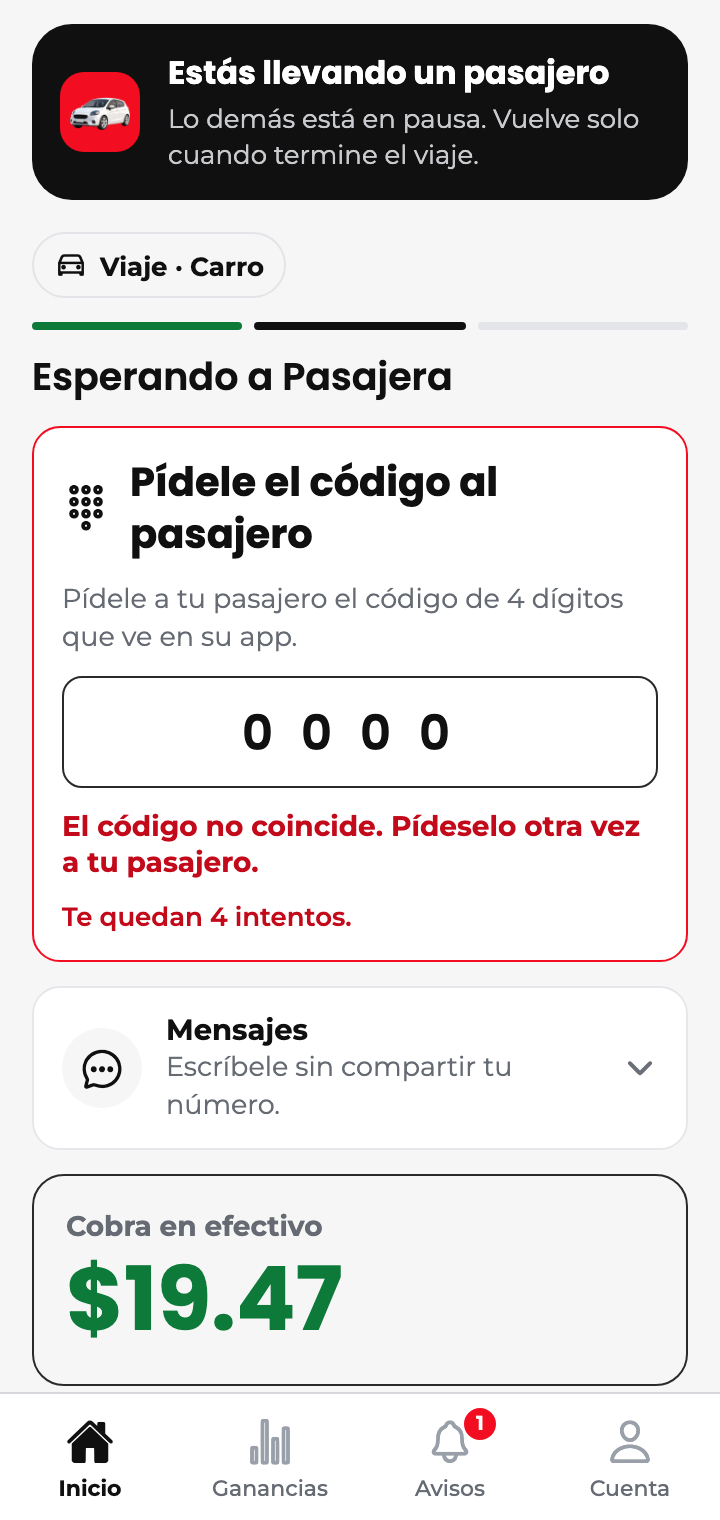 Estás llevando un pasajero
Lo demás está en pausa. Vuelve solo
cuando termine el viaje.
Viaje · Carro
Esperando a Pasajera
Pídele el código al
pasajero
Pídele a tu pasajero el código de 4 dígitos
que ve en su app.
0 0 0 0
El código no coincide. Pídeselo otra vez
a tu pasajero.
Te quedan 4 intentos.
Mensajes
Escríbele sin compartir tu
número.
Cobra en efectivo
$19.47
1
Inicio
Ganancias
Avisos
Cuenta